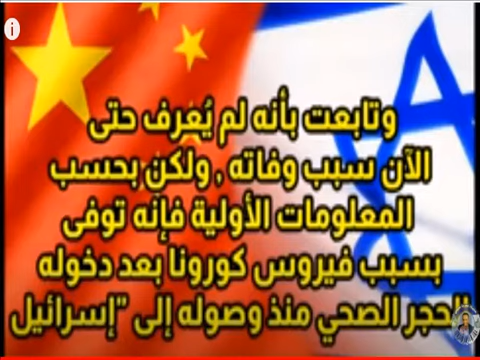 وتابعت بأنه لم يُعرف حتى
الآن سبب وفاته , ولكن بحسب
المعلومات الأولية فإنه توفى
بسبب فيروس كورونا بعد دخوله
الحجر الصحي منذ وصوله إلى "إسرائيل